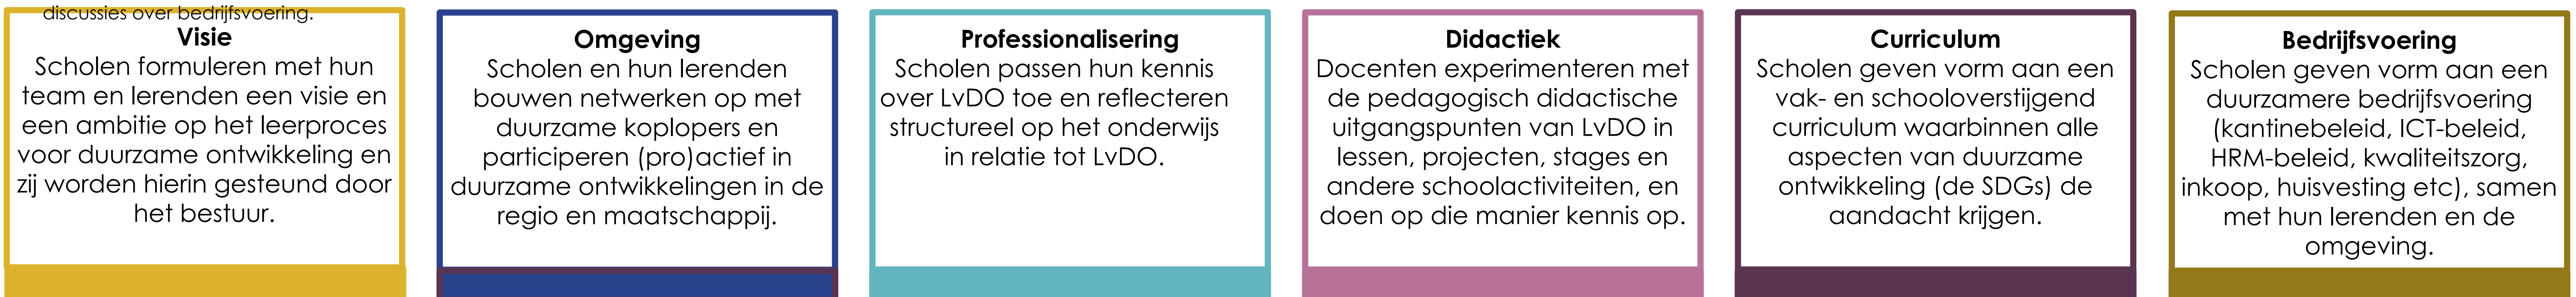 discussies over bedrijfsvoering.
Visie
Scholen formuleren met hun
team en lerenden een visie en
een ambitie op het leerproces
voor duurzame ontwikkeling en
zij worden hierin gesteund door
het bestuur.
Omgeving
Scholen en hun lerenden
bouwen netwerken op met
duurzame koplopers en
participeren (pro)actief in
duurzame ontwikkelingen in de
regio en maatschappij.
Professionalisering
Scholen passen hun kennis
over LvDO toe en reflecteren
structureel op het onderwijs
in relatie tot LvDO.
Didactiek
Docenten experimenteren met
de pedagogisch didactische
uitgangspunten van LvDO in
lessen, projecten, stages en
andere schoolactiviteiten, en
doen op die manier kennis op.
Curriculum
Scholen geven vorm aan een
vak- en schooloverstijgend
curriculum waarbinnen alle
aspecten van duurzame
ontwikkeling (de SDGs) de
aandacht krijgen.
Bedrijfsvoering
Scholen geven vorm aan een
duurzamere bedrijfsvoering
(kantinebeleid, ICT-beleid,
HRM-beleid, kwaliteitszorg,
inkoop, huisvesting etc), samen
met hun lerenden en de
omgeving.